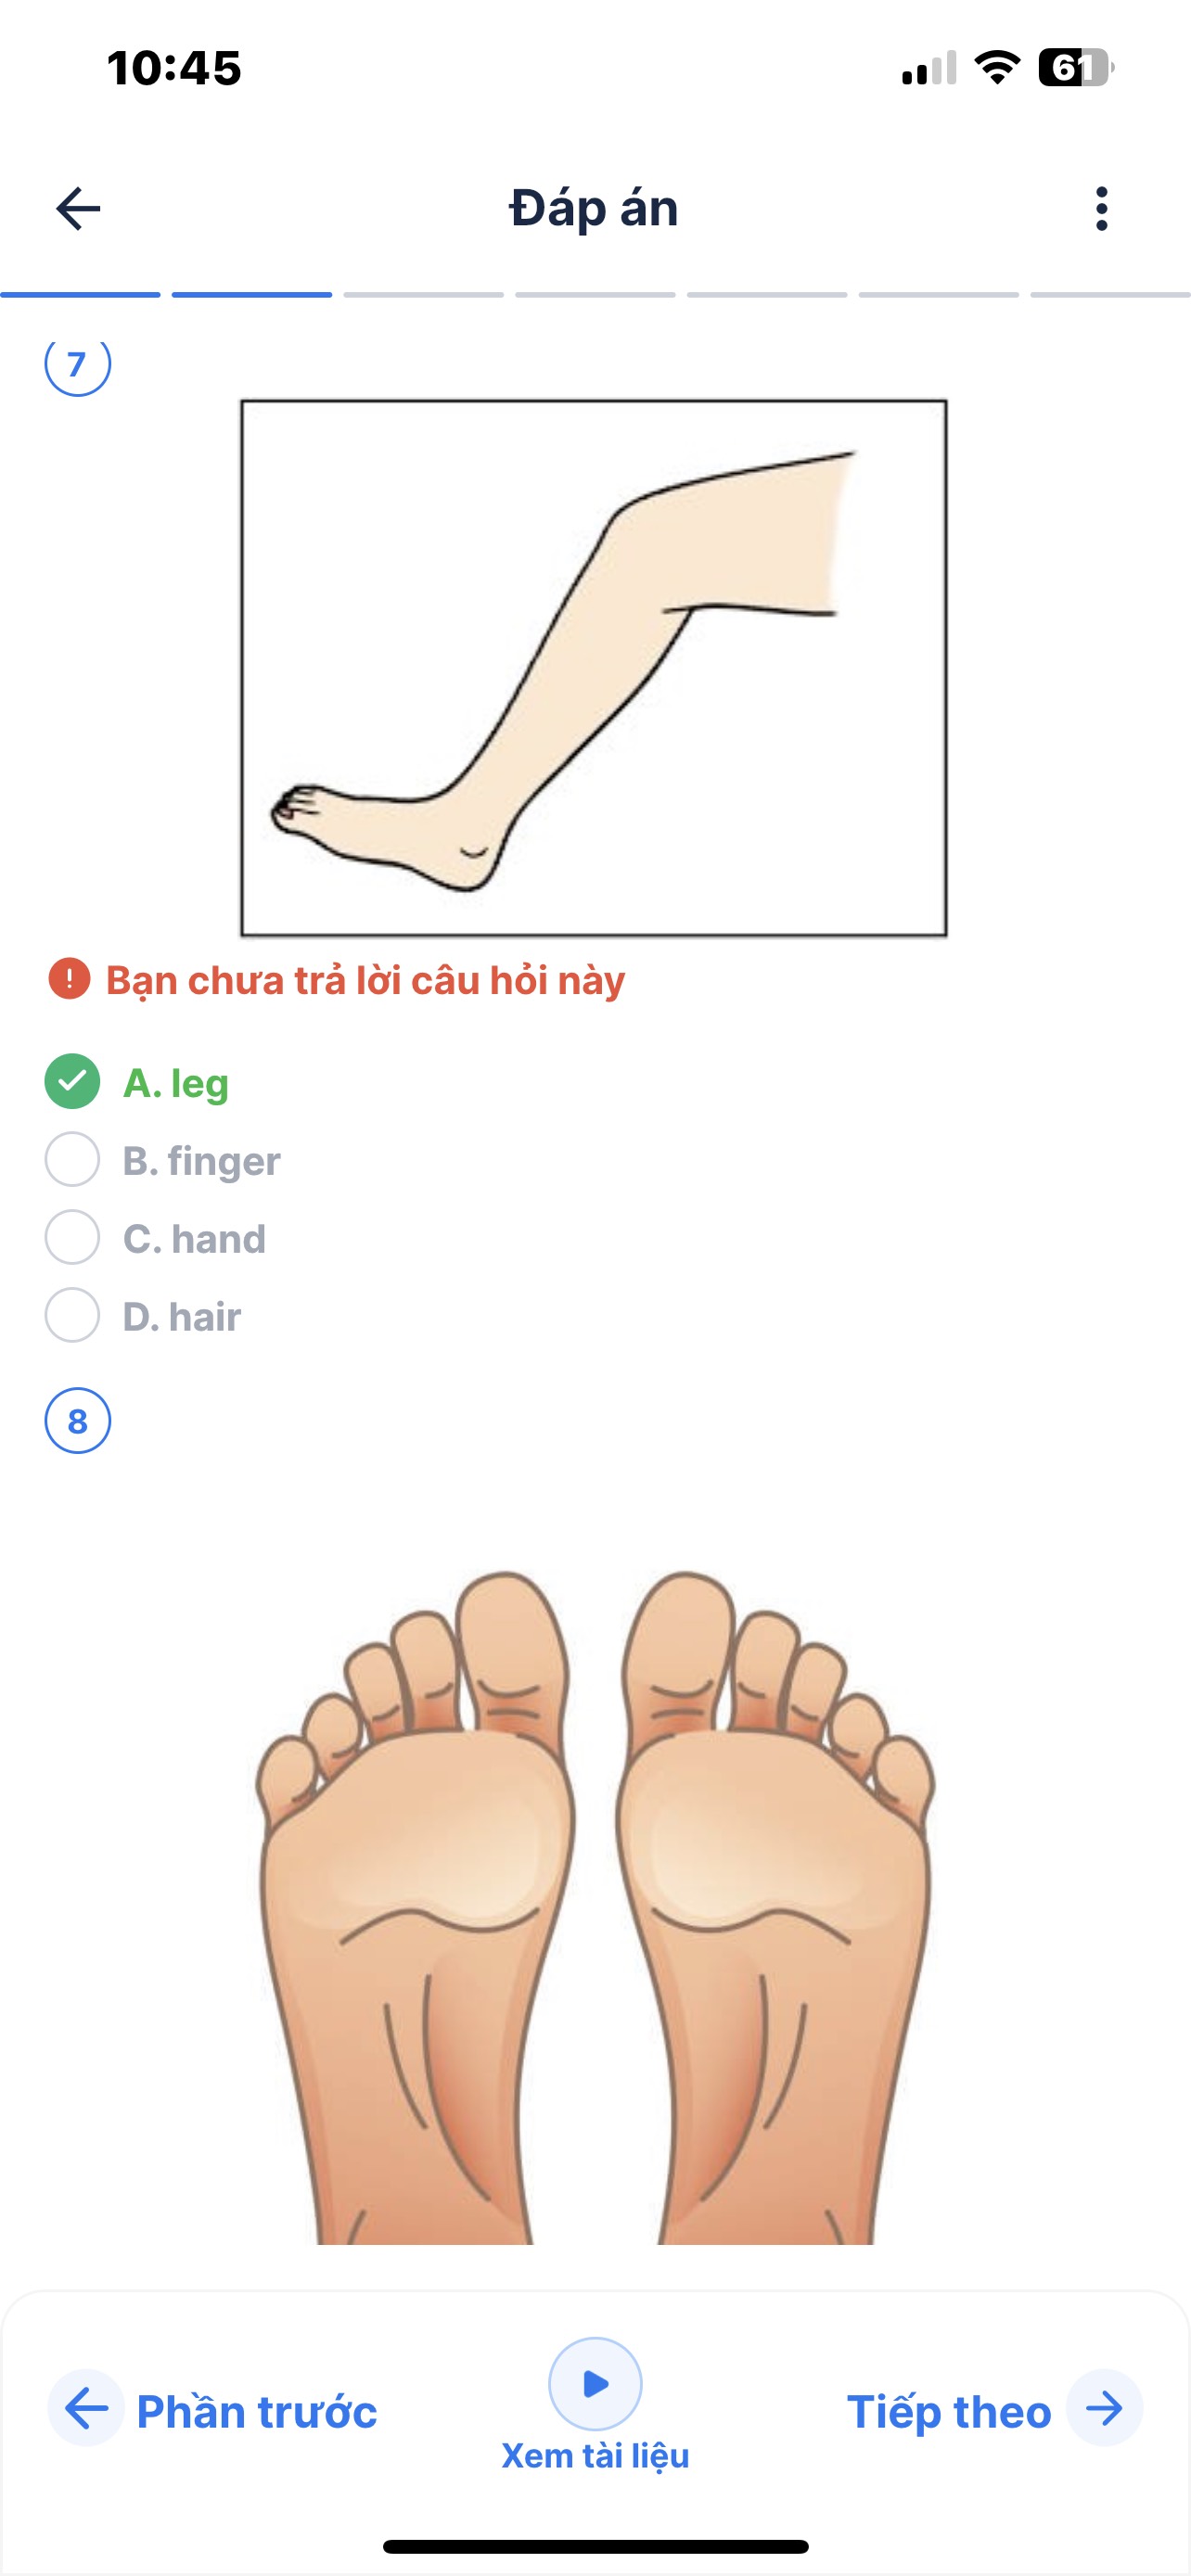 10:45
61
Đáp án
7
Bạn chưa trả lời câu hỏi này
A. leg
B. finger
C. hand
D. hair
8
Phần trước
Xem tài liệu
Tiếp theo